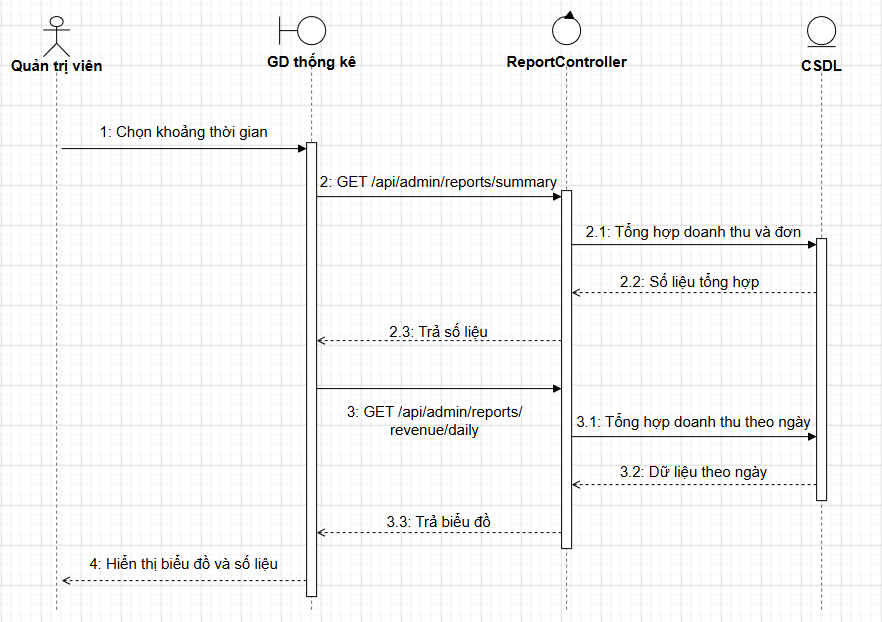 Quản trị viên
GD thống kê
ReportController
CSDL
1: Chọn khoảng thời gian
2: GET /api/admin/reports/summary
2.1: Tổng hợp doanh thu và đơn
2.2: Số liệu tổng hợp
2.3: Trả số liệu
3: GET /api/admin/reports/
revenue/daily
3.1: Tổng hợp doanh thu theo ngày
3.2: Dữ liệu theo ngày
3.3: Trả biểu đồ
4: Hiển thị biểu đồ và số liệu